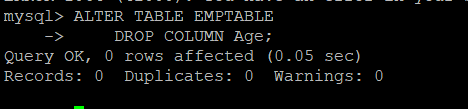 mysql> ALTER TABLE EMPTABLE
    ->     DROP COLUMN Age;
Query OK, 0 rows affected (0.05 sec)
Records: 0  Duplicates: 0  Warnings: 0